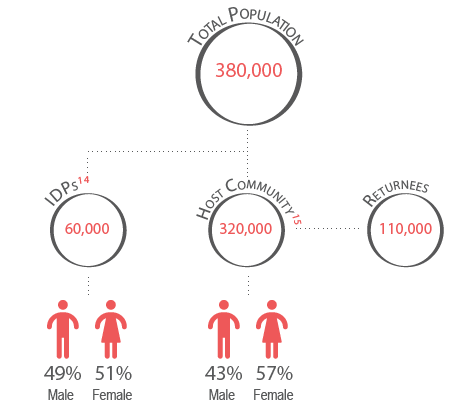 TOTAL POPULATION
380,000
IDPs14
HOST COMMUNITY15
RETURNEES
60,000
320,000
110,000
49% 51% 43% 57%
Male Female Male Female